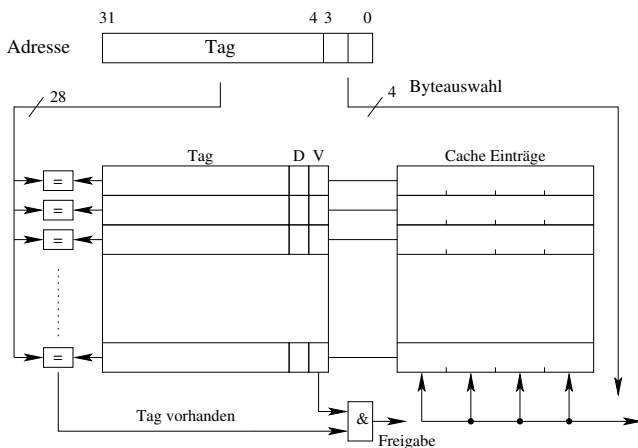 31 4 3 0
Adresse Tag
28 4 Byteauswahl
Tag D V Cache Einträge
=
=
=
=
Tag vorhanden & Freigabe